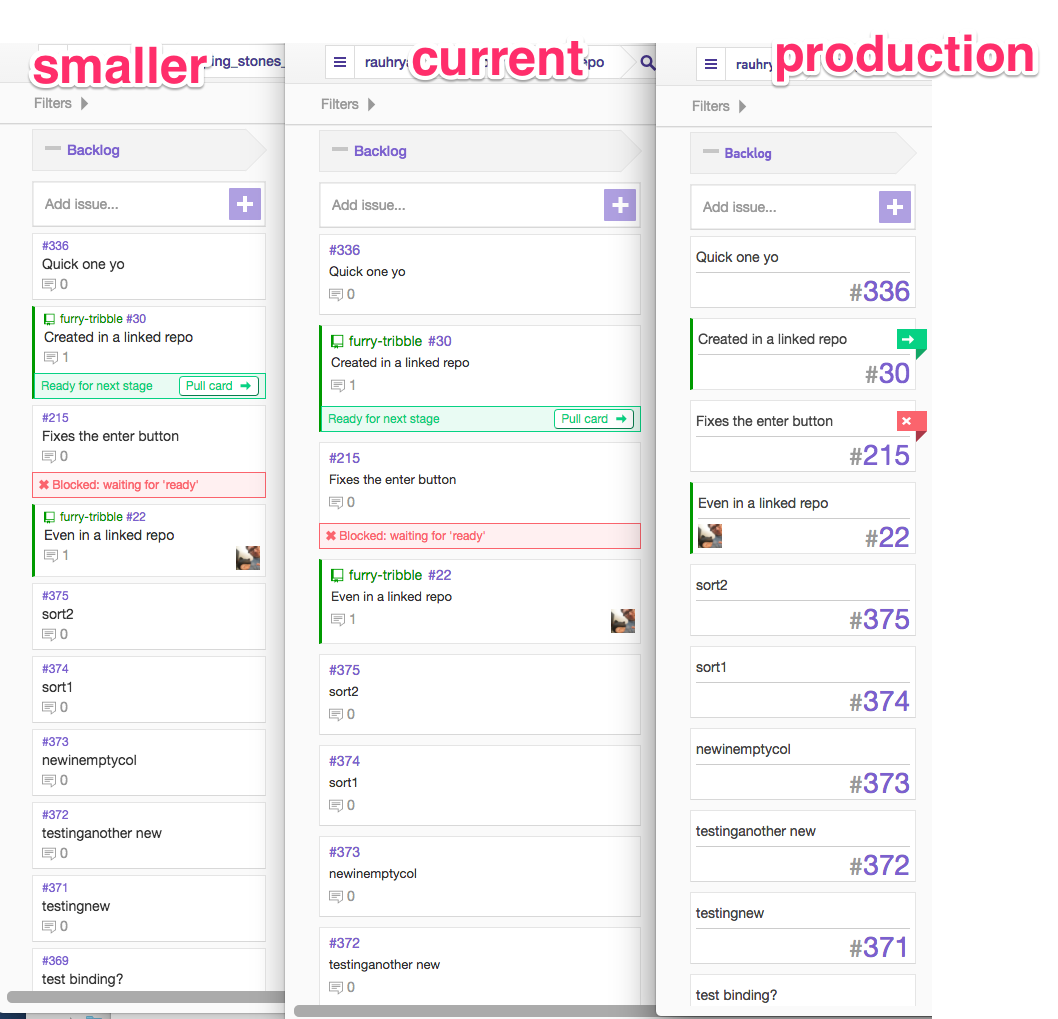 smaller
ing_stones_
Filters
Backlog
Add issue...
#336
Quick one yo
0
furry-tribble #30
Created in a linked repo
1
Ready for next stage Pull card
#215
Fixes the enter button
0
Blocked: waiting for 'ready'
furry-tribble #22
Even in a linked repo
1
#375
sort2
0
#374
sort1
0
#373
newinemptycol
0
#372
testinganother new
0
#371
testingnew
0
#369
test binding?
current
rauhry
Filters
Backlog
Add issue...
#336
Quick one yo
0
furry-tribble #30
Created in a linked repo
1
Ready for next stage Pull card
#215
Fixes the enter button
0
Blocked: waiting for 'ready'
furry-tribble #22
Even in a linked repo
1
#375
sort2
0
#374
sort1
0
#373
newinemptycol
0
#372
testinganother new
0
production
rauhry
Filters
Backlog
Add issue...
Quick one yo
#336
Created in a linked repo
#30
Fixes the enter button
#215
Even in a linked repo
#22
sort2
#375
sort1
#374
newinemptycol
#373
testinganother new
#372
testingnew
#371
test binding?